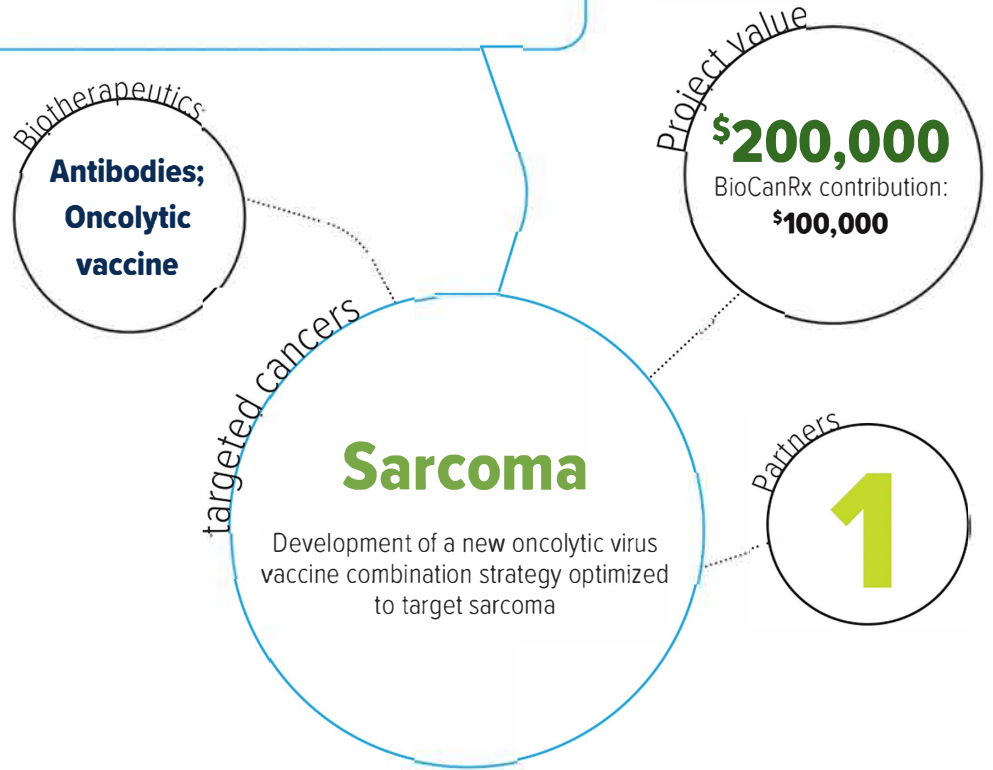 Biotherapeutics
Antibodies;
Oncolytic
vaccine
Project value
$200,000
BioCanRx contribution:
$100,000
targeted cancers
Sarcoma
Development of a new oncolytic virus
vaccine combination strategy optimized
to target sarcoma
Partners
1